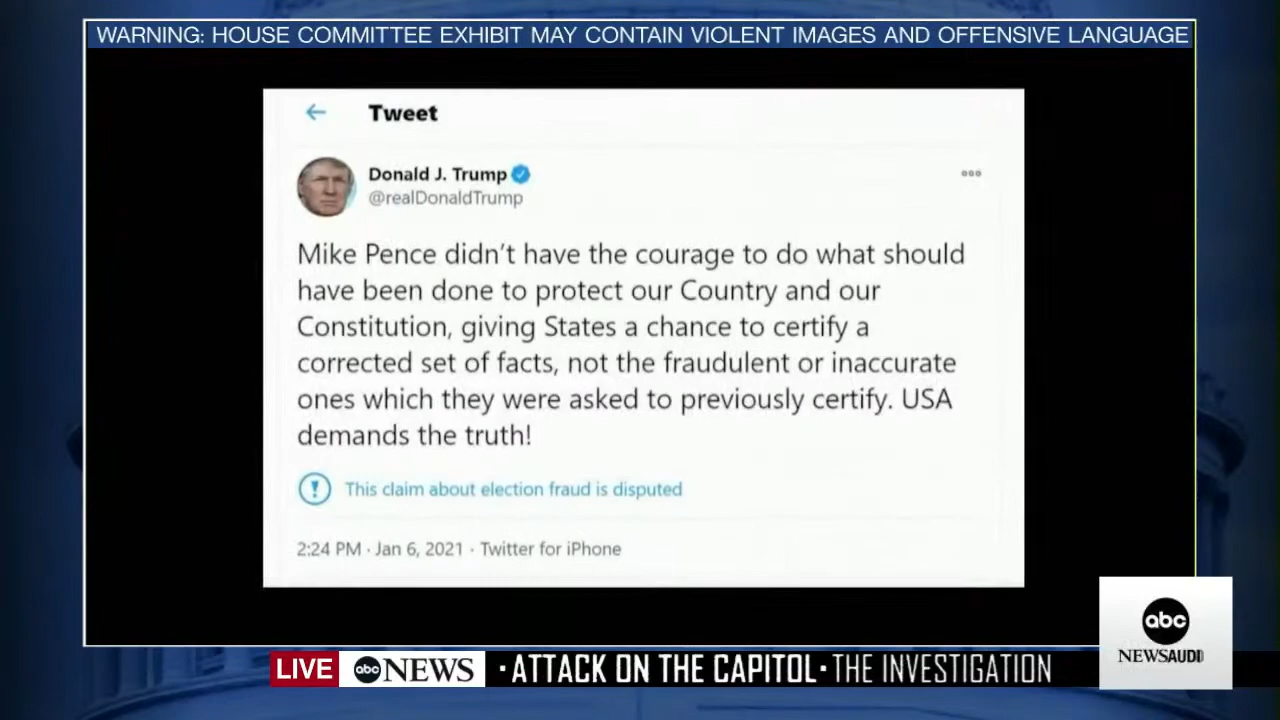 WARNING: HOUSE COMMITTEE EXHIBIT MAY CONTAIN VIOLENT IMAGES AND OFFENSIVE LANGUAGE
Tweet
Donald J. Trump
@realDonaldTrump
Mike Pence didn’t have the courage to do what should
have been done to protect our Country and our
Constitution, giving States a chance to certify a
corrected set of facts, not the fraudulent or inaccurate
ones which they were asked to previously certify. USA
demands the truth!
This claim about election fraud is disputed
2:24 PM · Jan 6, 2021 · Twitter for iPhone
abc
NEWSAUDI
LIVE abc NEWS · ATTACK ON THE CAPITOL · THE INVESTIGATION